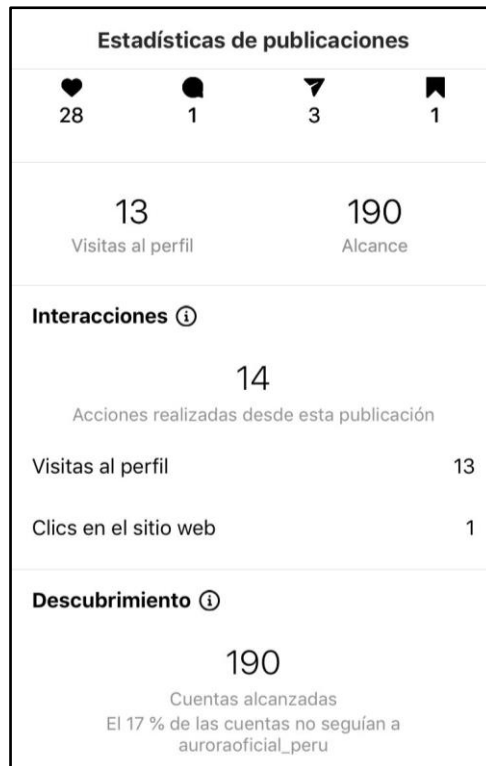 Estadísticas de publicaciones
28 1 3 1
13 190
Visitas al perfil Alcance
Interacciones
14
Acciones realizadas desde esta publicación
Visitas al perfil 13
Clics en el sitio web 1
Descubrimiento
190
Cuentas alcanzadas
El 17 % de las cuentas no seguían a
auroraoficial_peru